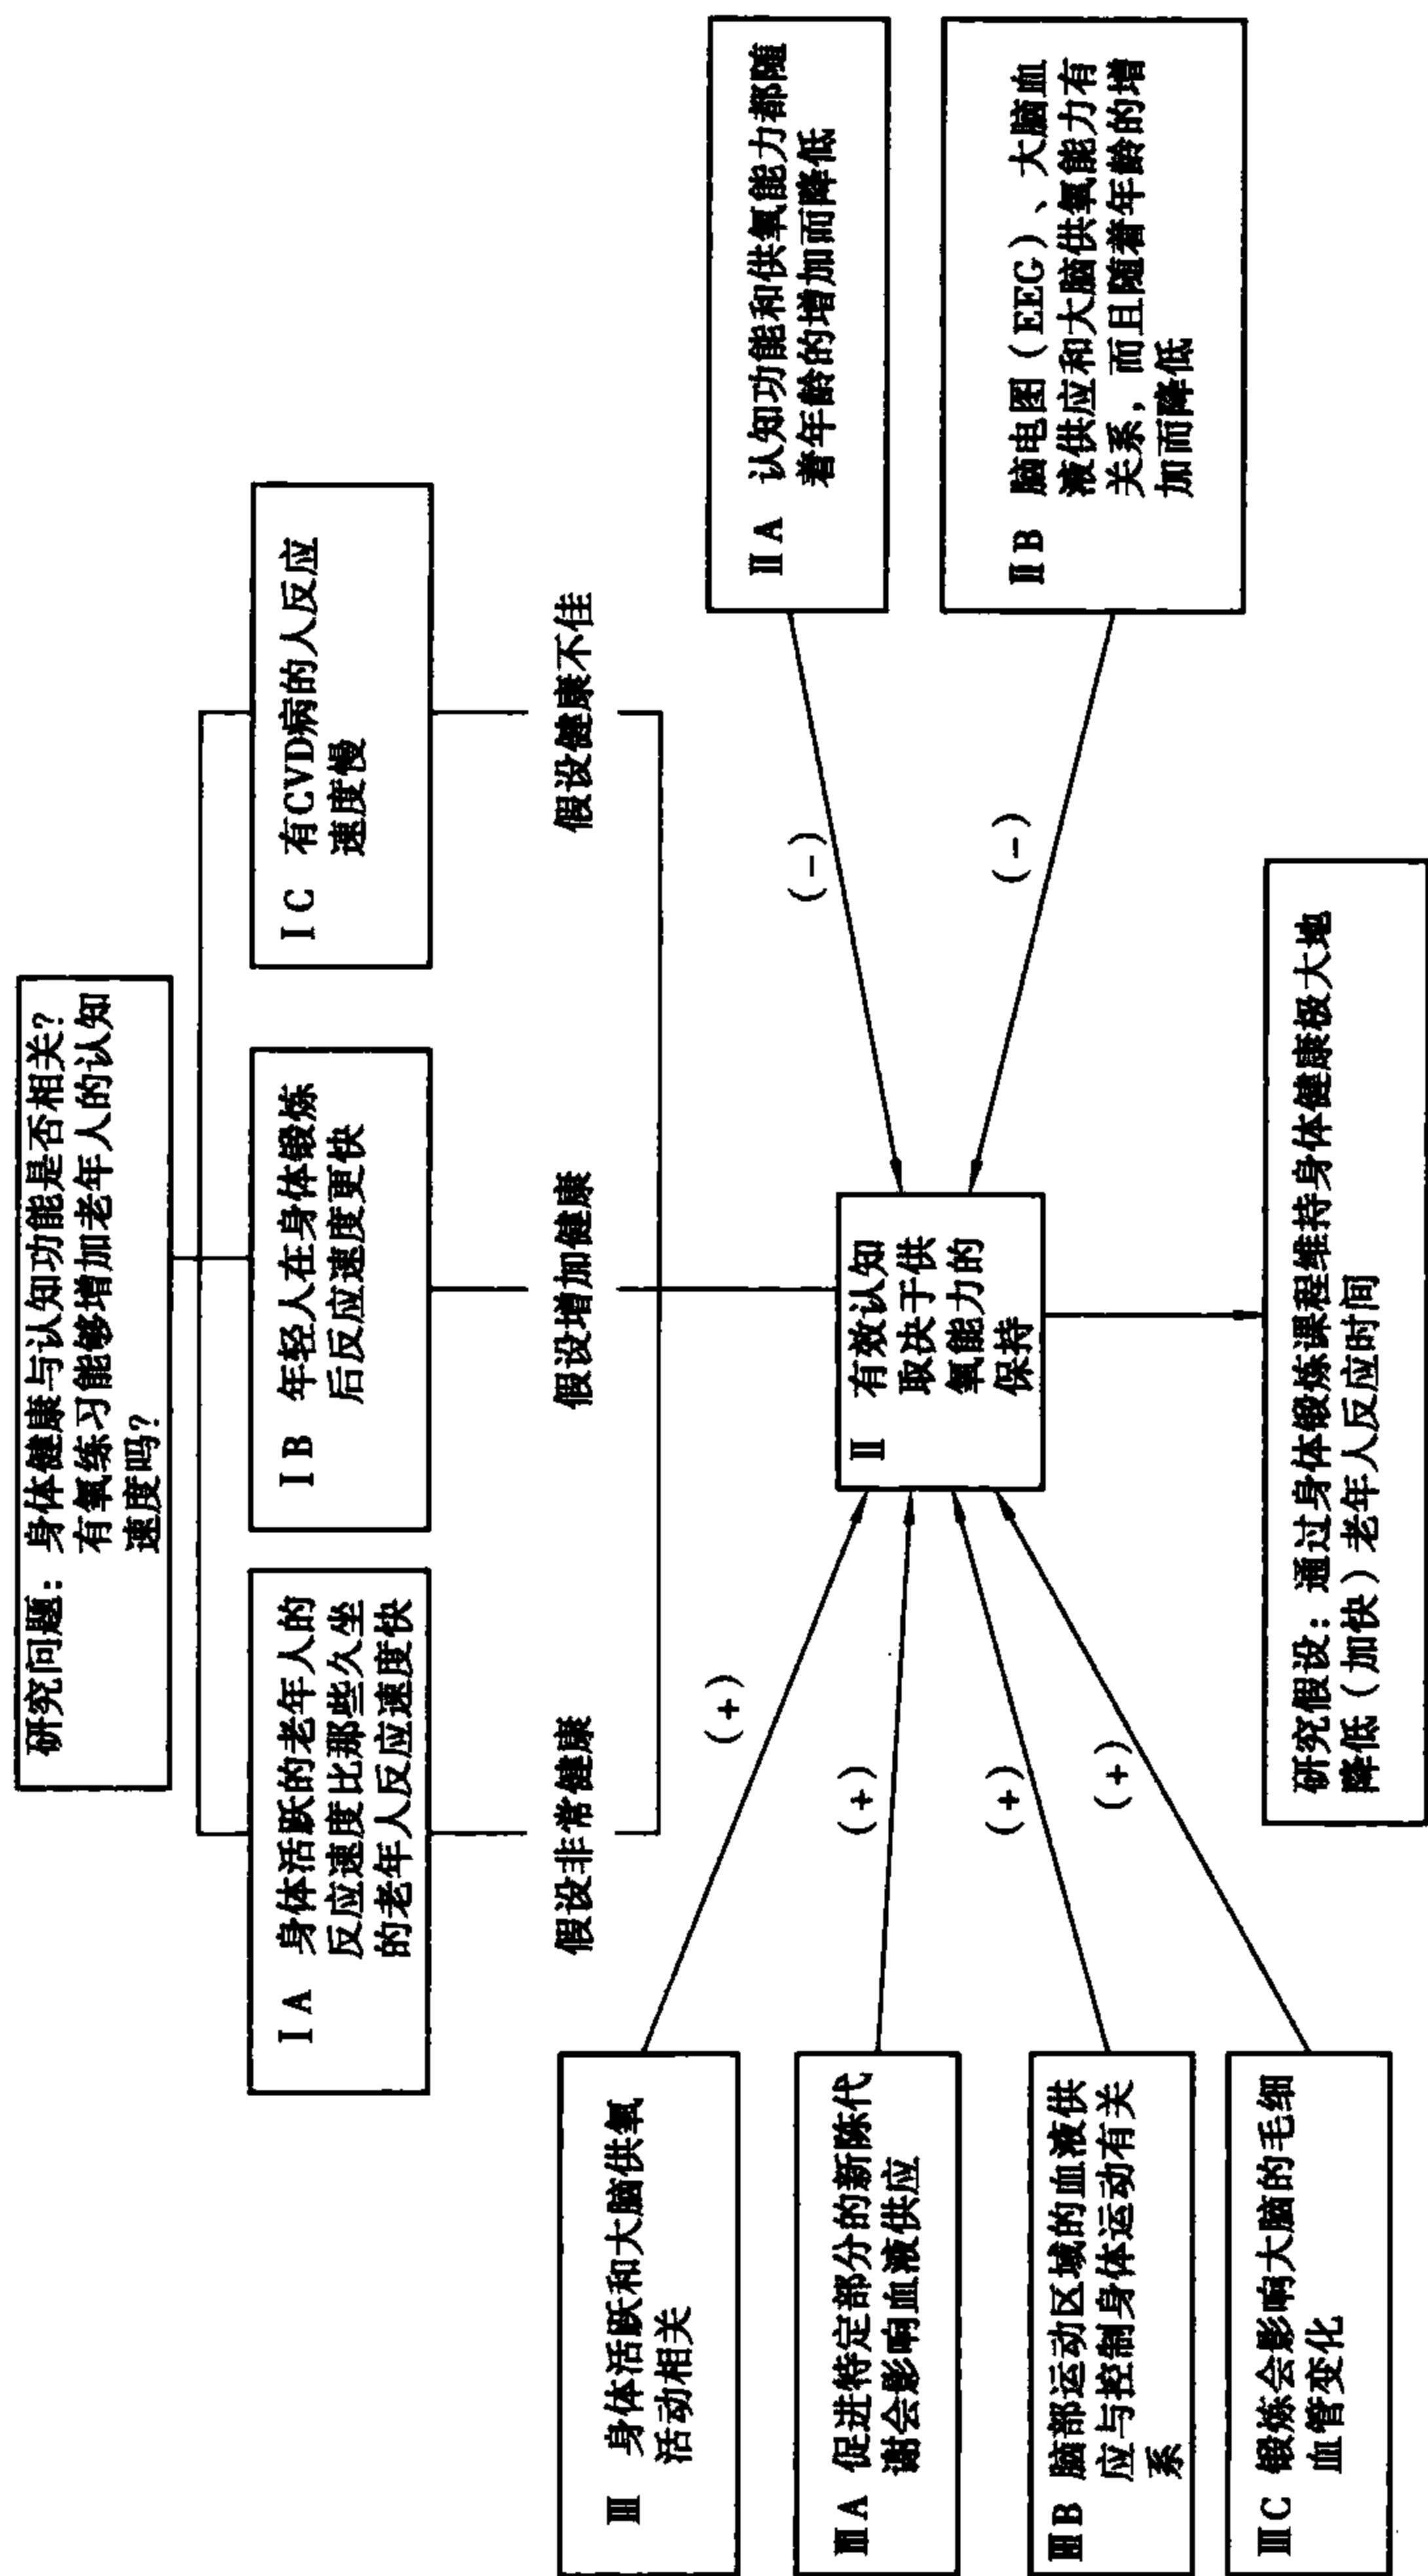 研究问题：身体健康与认知功能是否相关？
有氧练习能够增加老年人的认知
速度吗？
ⅠA 身体活跃的老年人的
反应速度比那些久坐
的老年人反应速度快
ⅠB 年轻人在身体锻炼
后反应速度更快
ⅠC 有CVD病的人反应
速度慢
假设非常健康
假设增加健康
假设健康不佳
Ⅲ 身体活跃和大脑供氧
活动相关
ⅢA 促进特定部分的新陈代
谢会影响血液供应
ⅢB 脑部运动区域的血液供
应与控制身体运动有关
系
ⅢC 锻炼会影响大脑的毛细
血管变化
(+)
(+)
(+)
(+)
Ⅱ 有效认知
取决于供
氧能力的
保持
(-)
(-)
ⅡA 认知功能和供氧能力都随
着年龄的增加而降低
ⅡB 脑电图（EEG）、大脑血
液供应和大脑供氧能力有
关系，而且随着年龄的增
加而降低
研究假设：通过身体锻炼课程维持身体健康极大地
降低（加快）老年人反应时间